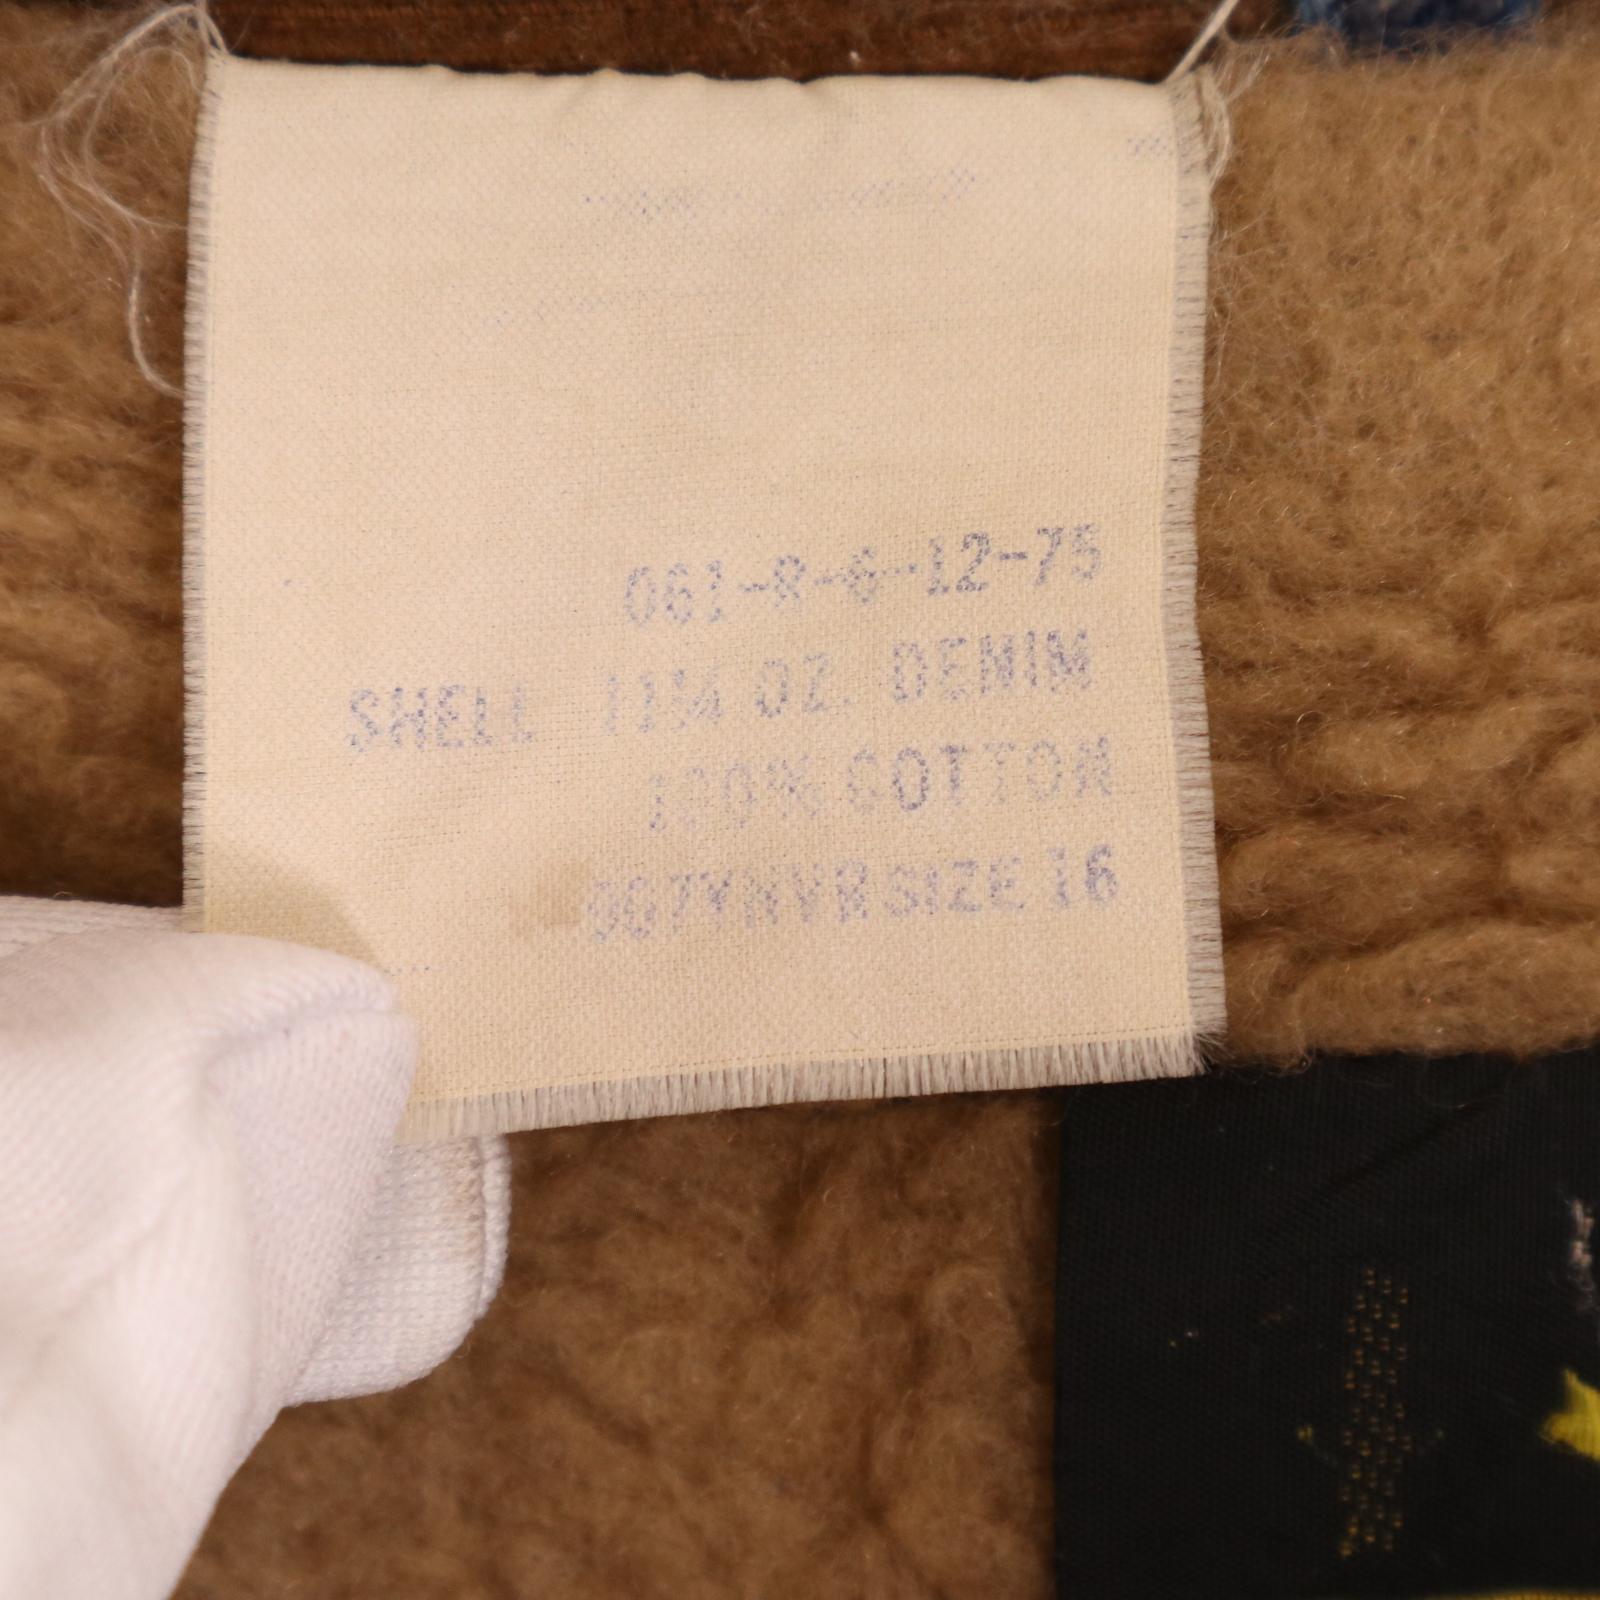 061-8-6-12-75
SHELL 11¾ OZ. DENIM
100% COTTON
SIZE 16